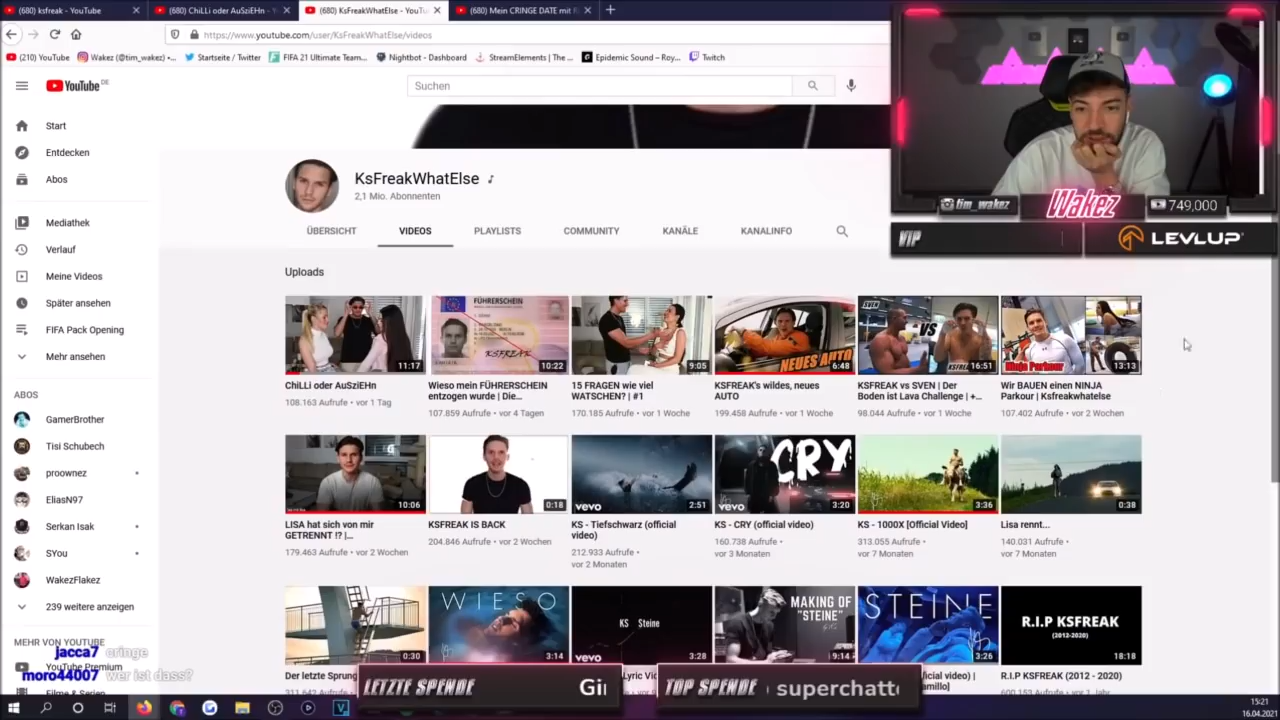 (680) ksfreak - YouTube
(680) ChiLLi oder AuSziEHn -
(680) KsFreakWhatElse - YouTu
(680) Mein CRINGE DATE mit
https://www.youtube.com/user/KsFreakWhatElse/videos
(210) YouTube
Wakez (@tim_wakez) •...
Startseite / Twitter
FIFA 21 Ultimate Team...
Nightbot - Dashboard
StreamElements | The ...
Epidemic Sound – Roy...
Twitch
YouTube DE
Suchen
Start
Entdecken
Abos
Mediathek
Verlauf
Meine Videos
Später ansehen
FIFA Pack Opening
Mehr ansehen
ABOS
GamerBrother
Tisi Schubech
proownez
EliasN97
Serkan Isak
SYou
WakezFlakez
239 weitere anzeigen
MEHR VON YOUTUBE
YouTube Premium
Filme & Serien
jacca7 cringe
moro44007 wer ist dass?
KsFreakWhatElse
2,1 Mio. Abonnenten
ÜBERSICHT
VIDEOS
PLAYLISTS
COMMUNITY
KANÄLE
KANALINFO
tim_wakez
Wakez
749,000
VIP
LEVLUP
Uploads
11:17
ChiLLi oder AuSziEHn
108.163 Aufrufe • vor 1 Tag
FÜHRERSCHEIN
KSFREAK
10:22
Wieso mein FÜHRERSCHEIN
entzogen wurde | Die...
107.859 Aufrufe • vor 4 Tagen
9:05
15 FRAGEN wie viel
WATSCHEN? | #1
170.185 Aufrufe • vor 1 Woche
NEUES AUTO
6:48
KSFREAK's wildes, neues
AUTO
199.458 Aufrufe • vor 1 Woche
SVEN
VS
16:51
KSFREAK vs SVEN | Der
Boden ist Lava Challenge | +...
98.044 Aufrufe • vor 1 Woche
Ninja Parkour
13:13
Wir BAUEN einen NINJA
Parkour | Ksfreakwhatelse
107.402 Aufrufe • vor 2 Wochen
10:06
LISA hat sich von mir
GETRENNT !? |...
179.463 Aufrufe • vor 2 Wochen
0:18
KSFREAK IS BACK
204.846 Aufrufe • vor 2 Wochen
vevo
2:51
KS - Tiefschwarz (official
video)
212.933 Aufrufe •
vor 2 Monaten
CRY
vevo
3:20
KS - CRY (official video)
160.738 Aufrufe •
vor 3 Monaten
3:36
KS - 1000X [Official Video]
313.055 Aufrufe •
vor 7 Monaten
0:38
Lisa rennt...
140.031 Aufrufe •
vor 7 Monaten
0:30
Der letzte Sprung
WIESO
3:14
KS Steine
vevo
3:28
Lyric Vi
MAKING OF
"STEINE"
9:14
STEINE
3:26
icial video) |
amillo]
R.I.P KSFREAK
(2012-2020)
18:18
R.I.P KSFREAK (2012 - 2020)
LETZTE SPENDE
Gi
TOP SPENDE
superchatt
15:21
16.04.2021